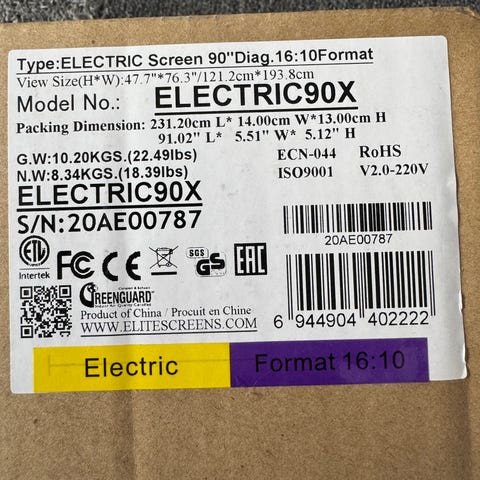 Type:ELECTRIC Screen 90"Diag.16:10Format
View Size(H*W):47.7"*76.3"/121.2cm*193.8cm
Model No.: ELECTRIC90X
Packing Dimension: 231.20cm L* 14.00cm W*13.00cm H
91.02" L* 5.51" W* 5.12" H
G.W:10.20KGS.(22.49lbs) ECN-044 RoHS
N.W:8.34KGS.(18.39lbs) ISO9001 V2.0-220V
ELECTRIC90X
S/N:20AE00787
20AE00787
ETL
Intertek
FC CE SGS GS EAC
GREENGUARD
Product of China / Procuit en Chine
WWW.ELITESCREENS.COM
6 944904 402222
Electric Format 16:10